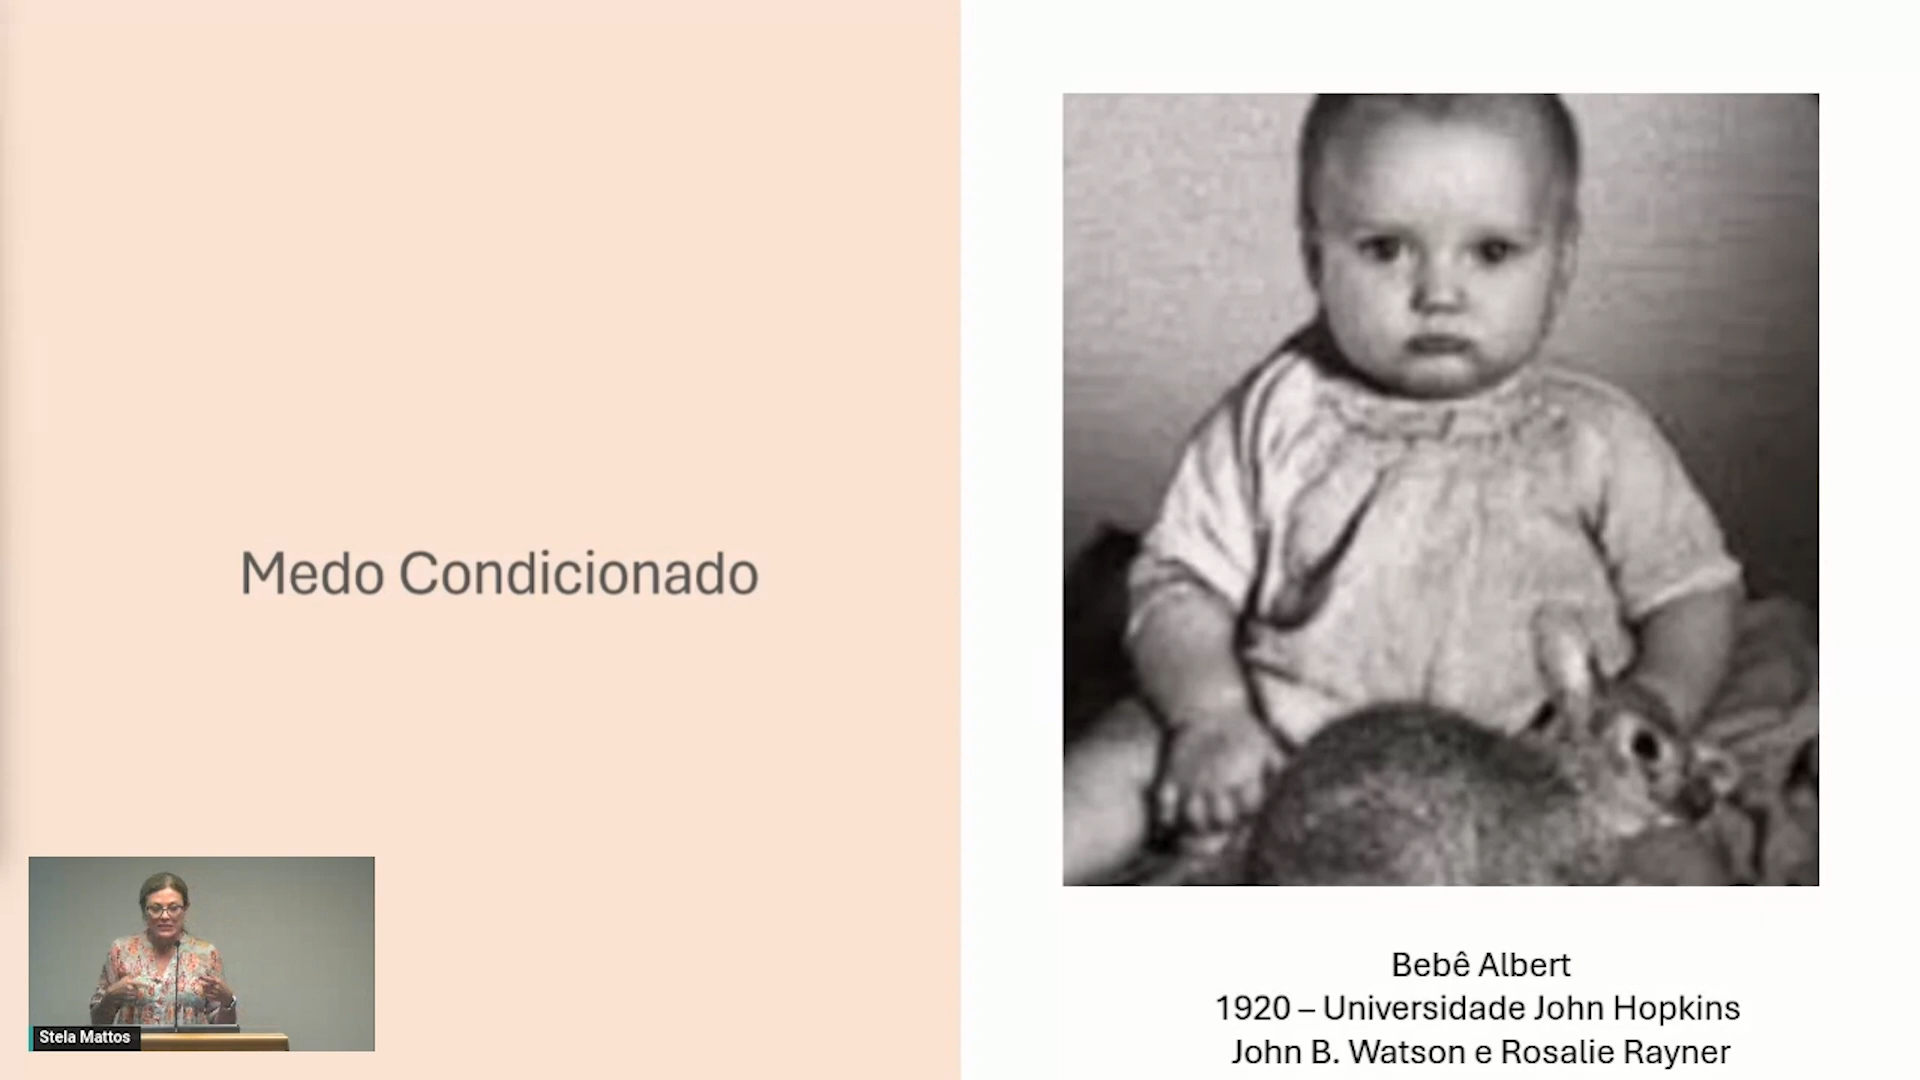 Medo Condicionado
Stela Mattos
Bebê Albert
1920 – Universidade John Hopkins
John B. Watson e Rosalie Rayner